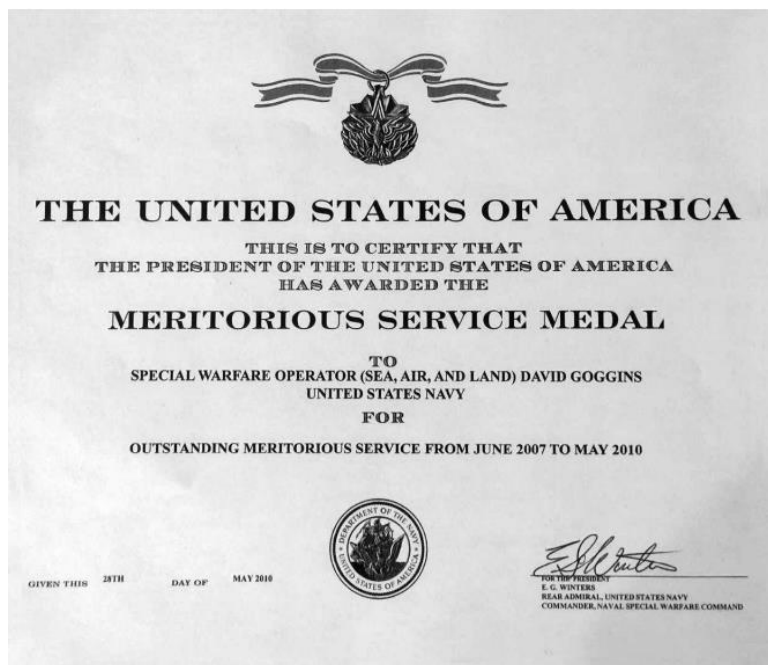 THE UNITED STATES OF AMERICA
THIS IS TO CERTIFY THAT
THE PRESIDENT OF THE UNITED STATES OF AMERICA
HAS AWARDED THE
MERITORIOUS SERVICE MEDAL
TO
SPECIAL WARFARE OPERATOR (SEA, AIR, AND LAND) DAVID GOGGINS
UNITED STATES NAVY
FOR
OUTSTANDING MERITORIOUS SERVICE FROM JUNE 2007 TO MAY 2010
DEPARTMENT OF THE NAVY
UNITED STATES OF AMERICA
GIVEN THIS 28TH DAY OF MAY 2010
E G Winters
FOR THE PRESIDENT
E. G. WINTERS
REAR ADMIRAL, UNITED STATES NAVY
COMMANDER, NAVAL SPECIAL WARFARE COMMAND